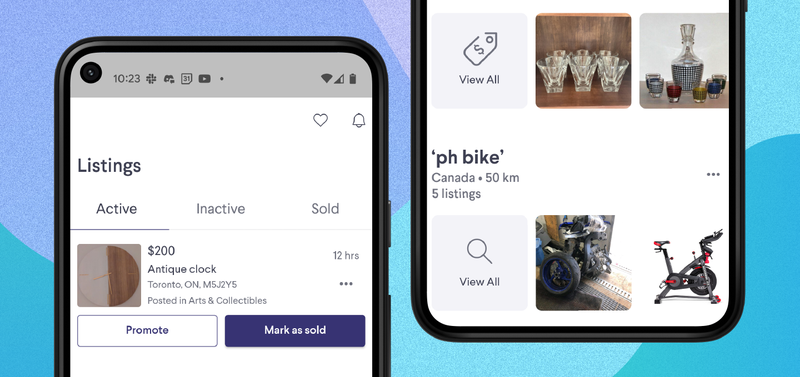 10:23
31
Listings
Active
Inactive
Sold
$200
12 hrs
Antique clock
Toronto, ON, M5J2Y5
Posted in Arts & Collectibles
Promote
Mark as sold
View All
‘ph bike’
Canada • 50 km
5 listings
View All